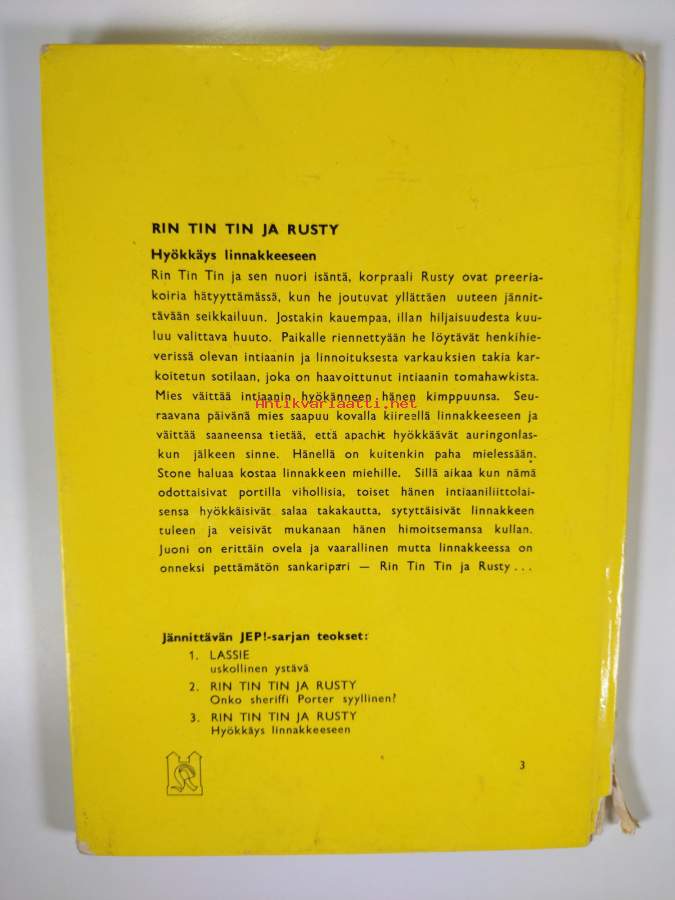 RIN TIN TIN JA RUSTY
Hyökkäys linnakkeeseen
Rin Tin Tin ja sen nuori isäntä, korpraali Rusty ovat preeria-
koiria hätyyttämässä, kun he joutuvat yllättäen uuteen jännit-
tävään seikkailuun. Jostakin kauempaa, illan hiljaisuudesta kuu-
luu valittava huuto. Paikalle riennettyään he löytävät henkihie-
verissä olevan intiaanin ja linnoituksesta varkauksien takia kar-
koitetun sotilaan, joka on haavoittunut intiaanin tomahawkista.
Mies väittää intiaanin hyökänneen hänen kimppuunsa. Seu-
Antikvariaatti.net
raavana päivänä mies saapuu kovalla kiireellä linnakkeeseen ja
väittää saaneensa tietää, että apachit hyökkäävät auringonlas-
kun jälkeen sinne. Hänellä on kuitenkin paha mielessään.
Stone haluaa kostaa linnakkeen miehille. Sillä aikaa kun nämä
odottaisivat portilla vihollisia, toiset hänen intiaaniliittolai-
sensa hyökkäisivät salaa takakautta, sytyttäisivät linnakkeen
tuleen ja veisivät mukanaan hänen himoitsemansa kullan.
Juoni on erittäin ovela ja vaarallinen mutta linnakkeessa on
onneksi pettämätön sankaripari — Rin Tin Tin ja Rusty...
Jännittävän JEP!-sarjan teokset:
1. LASSIE
uskollinen ystävä
2. RIN TIN TIN JA RUSTY
Onko sheriffi Porter syyllinen?
3. RIN TIN TIN JA RUSTY
Hyökkäys linnakkeeseen
3